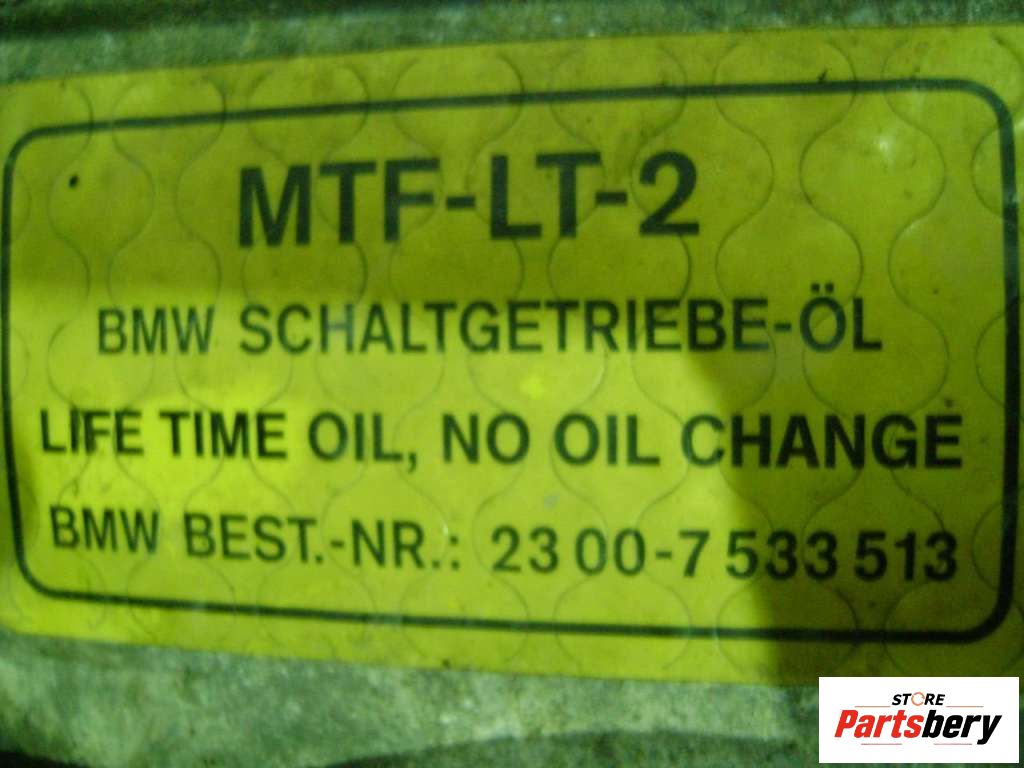 MTF-LT-2
BMW SCHALTGETRIEBE-ÖL
LIFE TIME OIL, NO OIL CHANGE
BMW BEST.-NR.: 23 00-7 533 513
STORE
Partsbery